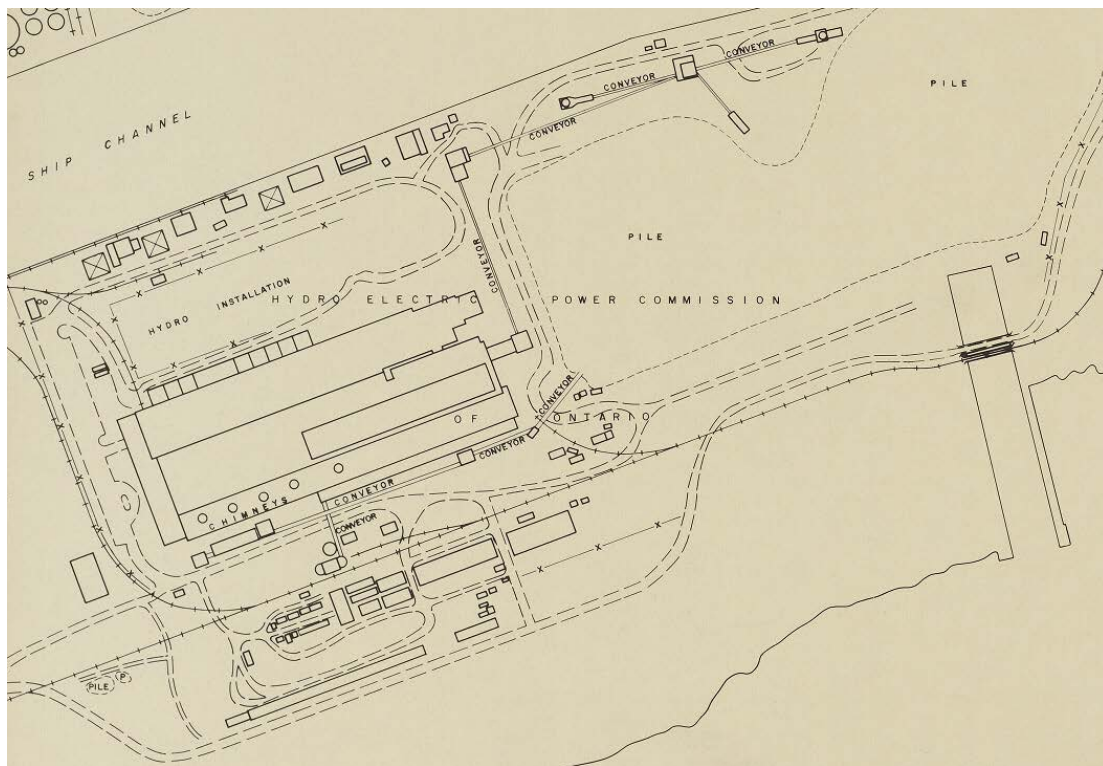 CONVEYOR
CONVEYOR
CONVEYOR
PILE
SHIP CHANNEL
PILE
CONVEYOR
HYDRO INSTALLATION
HYDRO ELECTRIC POWER COMMISSION
OF ONTARIO
CONVEYOR
CONVEYOR
CONVEYOR
CHIMNEYS
CONVEYOR
PILE
P